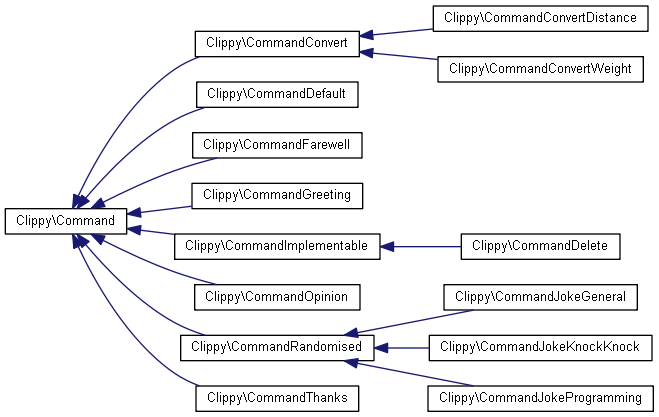 Clippy\CommandConvertDistance
Clippy\CommandConvert
Clippy\CommandConvertWeight
Clippy\CommandDefault
Clippy\CommandFarewell
Clippy\CommandGreeting
Clippy\Command
Clippy\CommandImplementable
Clippy\CommandDelete
Clippy\CommandOpinion
Clippy\CommandJokeGeneral
Clippy\CommandRandomised
Clippy\CommandJokeKnockKnock
Clippy\CommandThanks
Clippy\CommandJokeProgramming